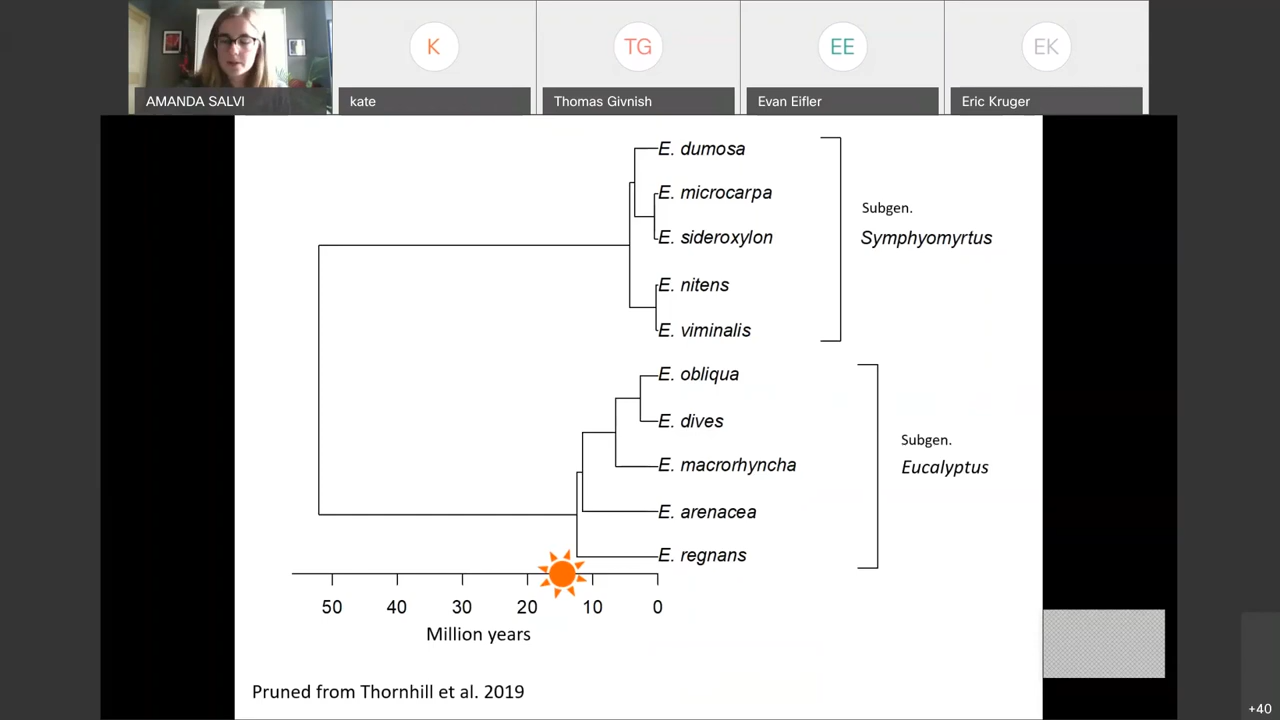 K
TG
EE
EK
AMANDA SALVI
kate
Thomas Givnish
Evan Eifler
Eric Kruger
E. dumosa
E. microcarpa
E. sideroxylon
E. nitens
E. viminalis
Subgen.
Symphyomyrtus
E. obliqua
E. dives
E. macrorhyncha
E. arenacea
E. regnans
Subgen.
Eucalyptus
50 40 30 20 10 0
Million years
Pruned from Thornhill et al. 2019
+40